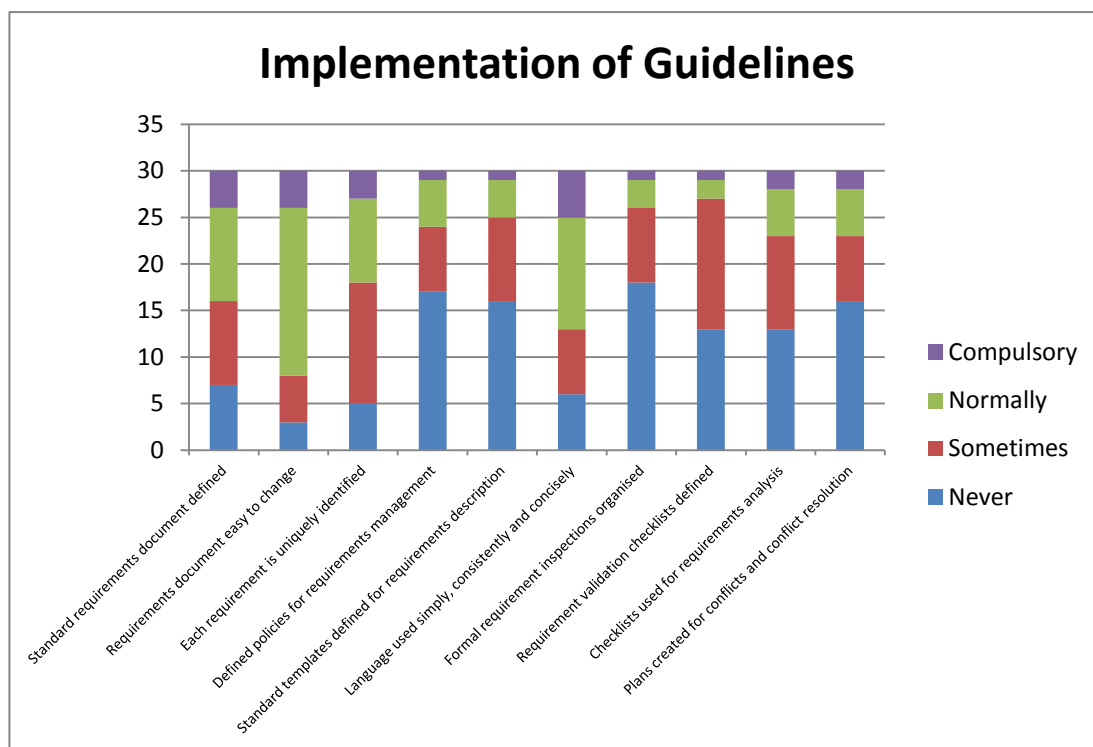 Implementation of Guidelines
35
30
25
20
15
10
5
0
Standard requirements document defined
Requirements document easy to change
Each requirement is uniquely identified
Defined policies for requirements management
Standard templates defined for requirements description
Language used simply, consistently and concisely
Formal requirement inspections organised
Requirement validation checklists defined
Checklists used for requirements analysis
Plans created for conflicts and conflict resolution
Compulsory
Normally
Sometimes
Never